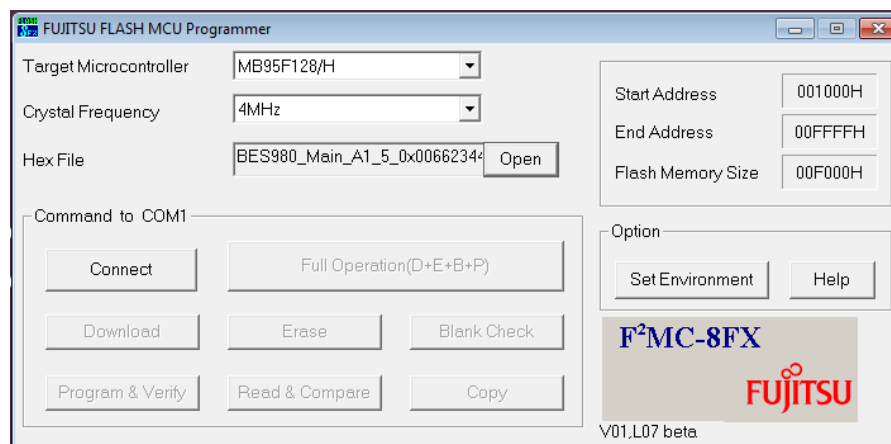 FUJITSU FLASH MCU Programmer
Target Microcontroller MB95F128/H
Crystal Frequency 4MHz
Hex File BES980_Main_A1_5_0x00662344 Open
Start Address 001000H
End Address 00FFFFH
Flash Memory Size 00F000H
Command to COM1
Connect Full Operation(D+E+B+P)
Download Erase Blank Check
Program & Verify Read & Compare Copy
Option
Set Environment Help
F²MC-8FX
FUJITSU
V01,L07 beta